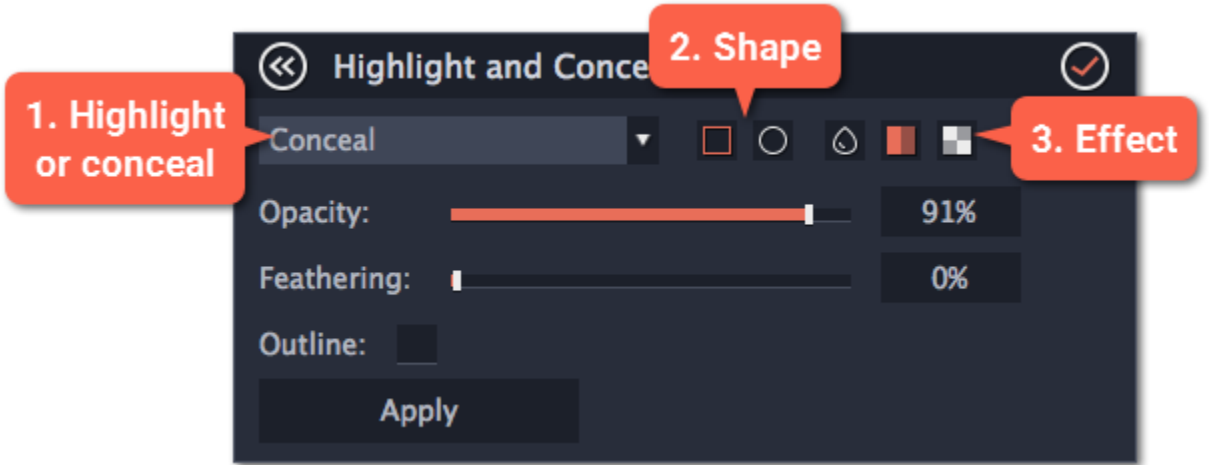 2. Shape
Highlight and Conce
1. Highlight
or conceal
Conceal
3. Effect
Opacity:
91%
Feathering:
0%
Outline:
Apply